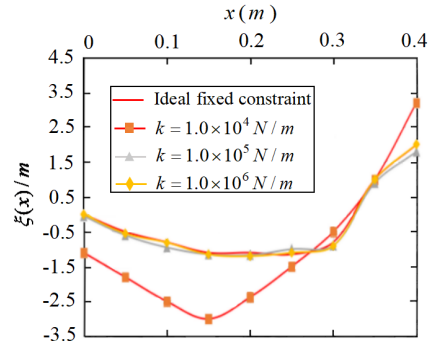 x (m)
0 0.1 0.2 0.3 0.4
4.5
3.5
2.5
1.5
0.5
-0.5
-1.5
-2.5
-3.5
ξ(x)/m
Ideal fixed constraint
k = 1.0×10⁴ N / m
k = 1.0×10⁵ N / m
k = 1.0×10⁶ N / m